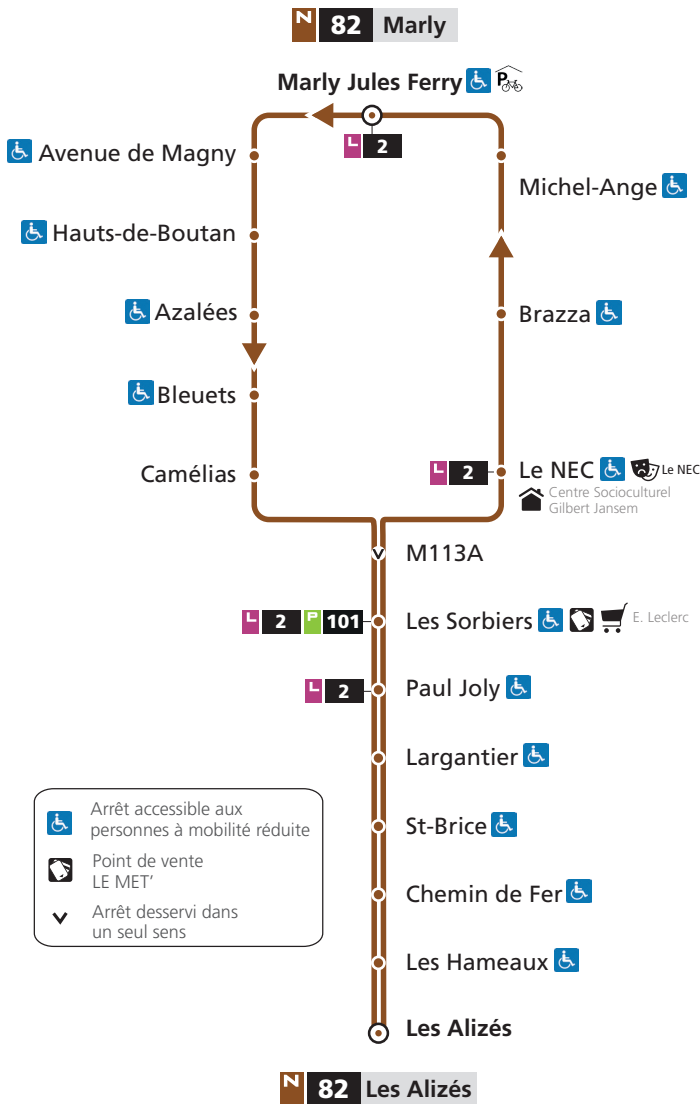 N 82 Marly
Marly Jules Ferry P
L 2
Avenue de Magny
Michel-Ange
Hauts-de-Boutan
Azalées
Brazza
Bleuets
Camélias
L 2 Le NEC Le NEC
Centre Socioculturel
Gilbert Jansem
M113A
L 2 P 101 Les Sorbiers E. Leclerc
L 2 Paul Joly
Largantier
St-Brice
Chemin de Fer
Les Hameaux
Les Alizés
Arrêt accessible aux
personnes à mobilité réduite
Point de vente
LE MET'
Arrêt desservi dans
un seul sens
N 82 Les Alizés